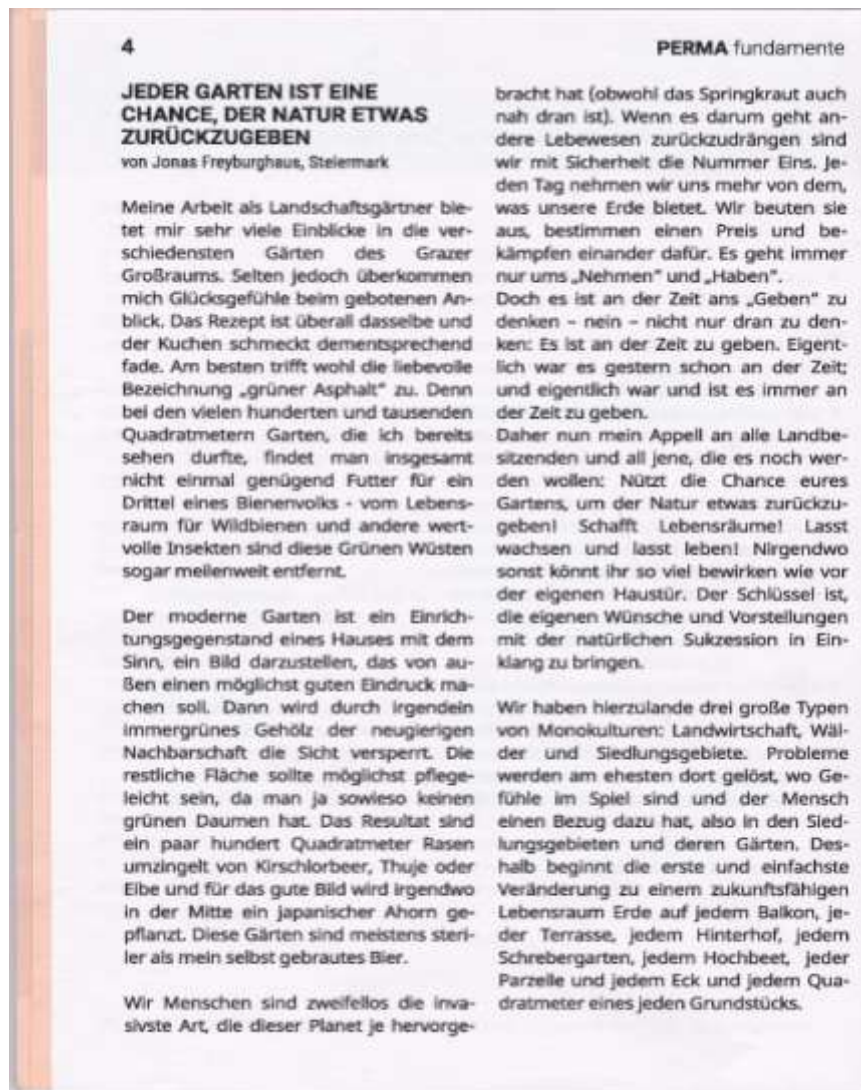 4
PERMA fundamente
JEDER GARTEN IST EINE
CHANCE, DER NATUR ETWAS
ZURÜCKZUGEBEN
von Jonas Freyburghaus, Steiermark
Meine Arbeit als Landschaftsgärtner bie-
tet mir sehr viele Einblicke in die ver-
schiedensten Gärten des Grazer
Großraums. Selten jedoch überkommen
mich Glücksgefühle beim gebotenen An-
blick. Das Rezept ist überall dasselbe und
der Kuchen schmeckt dementsprechend
fade. Am besten trifft wohl die liebevolle
Bezeichnung „grüner Asphalt“ zu. Denn
bei den vielen hunderten und tausenden
Quadratmetern Garten, die ich bereits
sehen durfte, findet man insgesamt
nicht einmal genügend Futter für ein
Drittel eines Bienenvolks - vom Lebens-
raum für Wildbienen und andere wert-
volle Insekten sind diese Grünen Wüsten
sogar meilenweit entfernt.
Der moderne Garten ist ein Einrich-
tungsgegenstand eines Hauses mit dem
Sinn, ein Bild darzustellen, das von au-
ßen einen möglichst guten Eindruck ma-
chen soll. Dann wird durch irgendein
immergrünes Gehölz der neugierigen
Nachbarschaft die Sicht versperrt. Die
restliche Fläche sollte möglichst pflege-
leicht sein, da man ja sowieso keinen
grünen Daumen hat. Das Resultat sind
ein paar hundert Quadratmeter Rasen
umzingelt von Kirschlorbeer, Thuje oder
Eibe und für das gute Bild wird irgendwo
in der Mitte ein japanischer Ahorn ge-
pflanzt. Diese Gärten sind meistens steri-
ler als mein selbst gebrautes Bier.
Wir Menschen sind zweifellos die inva-
sivste Art, die dieser Planet je hervorge-
bracht hat (obwohl das Springkraut auch
nah dran ist). Wenn es darum geht an-
dere Lebewesen zurückzudrängen sind
wir mit Sicherheit die Nummer Eins. Je-
den Tag nehmen wir uns mehr von dem,
was unsere Erde bietet. Wir beuten sie
aus, bestimmen einen Preis und be-
kämpfen einander dafür. Es geht immer
nur ums „Nehmen“ und „Haben“.
Doch es ist an der Zeit ans „Geben“ zu
denken – nein – nicht nur dran zu den-
ken: Es ist an der Zeit zu geben. Eigent-
lich war es gestern schon an der Zeit;
und eigentlich war und ist es immer an
der Zeit zu geben.
Daher nun mein Appell an alle Landbe-
sitzenden und all jene, die es noch wer-
den wollen: Nützt die Chance eures
Gartens, um der Natur etwas zurückzu-
geben! Schafft Lebensräume! Lasst
wachsen und lasst leben! Nirgendwo
sonst könnt ihr so viel bewirken wie vor
der eigenen Haustür. Der Schlüssel ist,
die eigenen Wünsche und Vorstellungen
mit der natürlichen Sukzession in Ein-
klang zu bringen.
Wir haben hierzulande drei große Typen
von Monokulturen: Landwirtschaft, Wäl-
der und Siedlungsgebiete. Probleme
werden am ehesten dort gelöst, wo Ge-
fühle im Spiel sind und der Mensch
einen Bezug dazu hat, also in den Sied-
lungsgebieten und deren Gärten. Des-
halb beginnt die erste und einfachste
Veränderung zu einem zukunftsfähigen
Lebensraum Erde auf jedem Balkon, je-
der Terrasse, jedem Hinterhof, jedem
Schrebergarten, jedem Hochbeet, jeder
Parzelle und jedem Eck und jedem Qua-
dratmeter eines jeden Grundstücks.